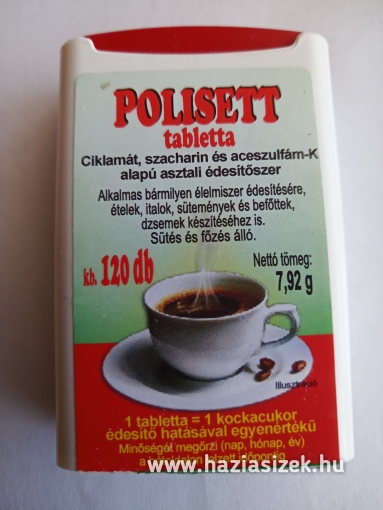 POLISETT
tabletta
Ciklamát, szacharin és aceszulfám-K
alapú asztali édesítőszer
Alkalmas bármilyen élelmiszer édesítésére,
ételek, italok, sütemények és befőttek,
dzsemek készítéséhez is.
Sütés és főzés álló.
kb. 120 db
Nettó tömeg:
7,92 g
1 tabletta = 1 kockacukor
édesítő hatásával egyenértékű
Minőségét megőrzi (nap, hónap, év)
www.haziasizek.hu